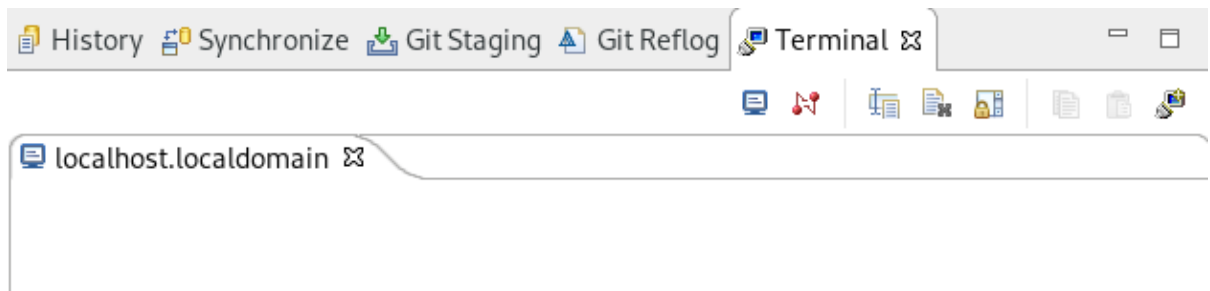 History Synchronize Git Staging Git Reflog Terminal
localhost.localdomain